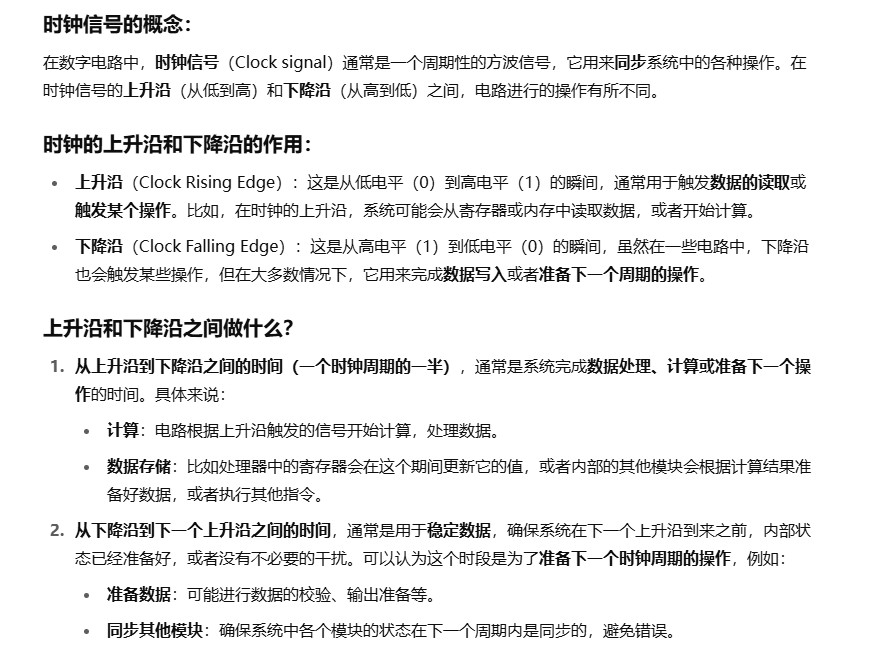 时钟信号的概念：
在数字电路中，时钟信号（Clock signal）通常是一个周期性的方波信号，它用来同步系统中的各种操作。在
时钟信号的上升沿（从低到高）和下降沿（从高到低）之间，电路进行的操作有所不同。
时钟的上升沿和下降沿的作用：
• 上升沿（Clock Rising Edge）：这是从低电平（0）到高电平（1）的瞬间，通常用于触发数据的读取或
触发某个操作。比如，在时钟的上升沿，系统可能会从寄存器或内存中读取数据，或者开始计算。
• 下降沿（Clock Falling Edge）：这是从高电平（1）到低电平（0）的瞬间，虽然在一些电路中，下降沿
也会触发某些操作，但在大多数情况下，它用来完成数据写入或者准备下一个周期的操作。
上升沿和下降沿之间做什么？
1. 从上升沿到下降沿之间的时间（一个时钟周期的一半），通常是系统完成数据处理、计算或准备下一个操
作的时间。具体来说：
• 计算：电路根据上升沿触发的信号开始计算，处理数据。
• 数据存储：比如处理器中的寄存器会在这个期间更新它的值，或者内部的其他模块会根据计算结果准
备好数据，或者执行其他指令。
2. 从下降沿到下一个上升沿之间的时间，通常是用于稳定数据，确保系统在下一个上升沿到来之前，内部状
态已经准备好，或者没有不必要的干扰。可以认为这个时段是为了准备下一个时钟周期的操作，例如：
• 准备数据：可能进行数据的校验、输出准备等。
• 同步其他模块：确保系统中各个模块的状态在下一个周期内是同步的，避免错误。